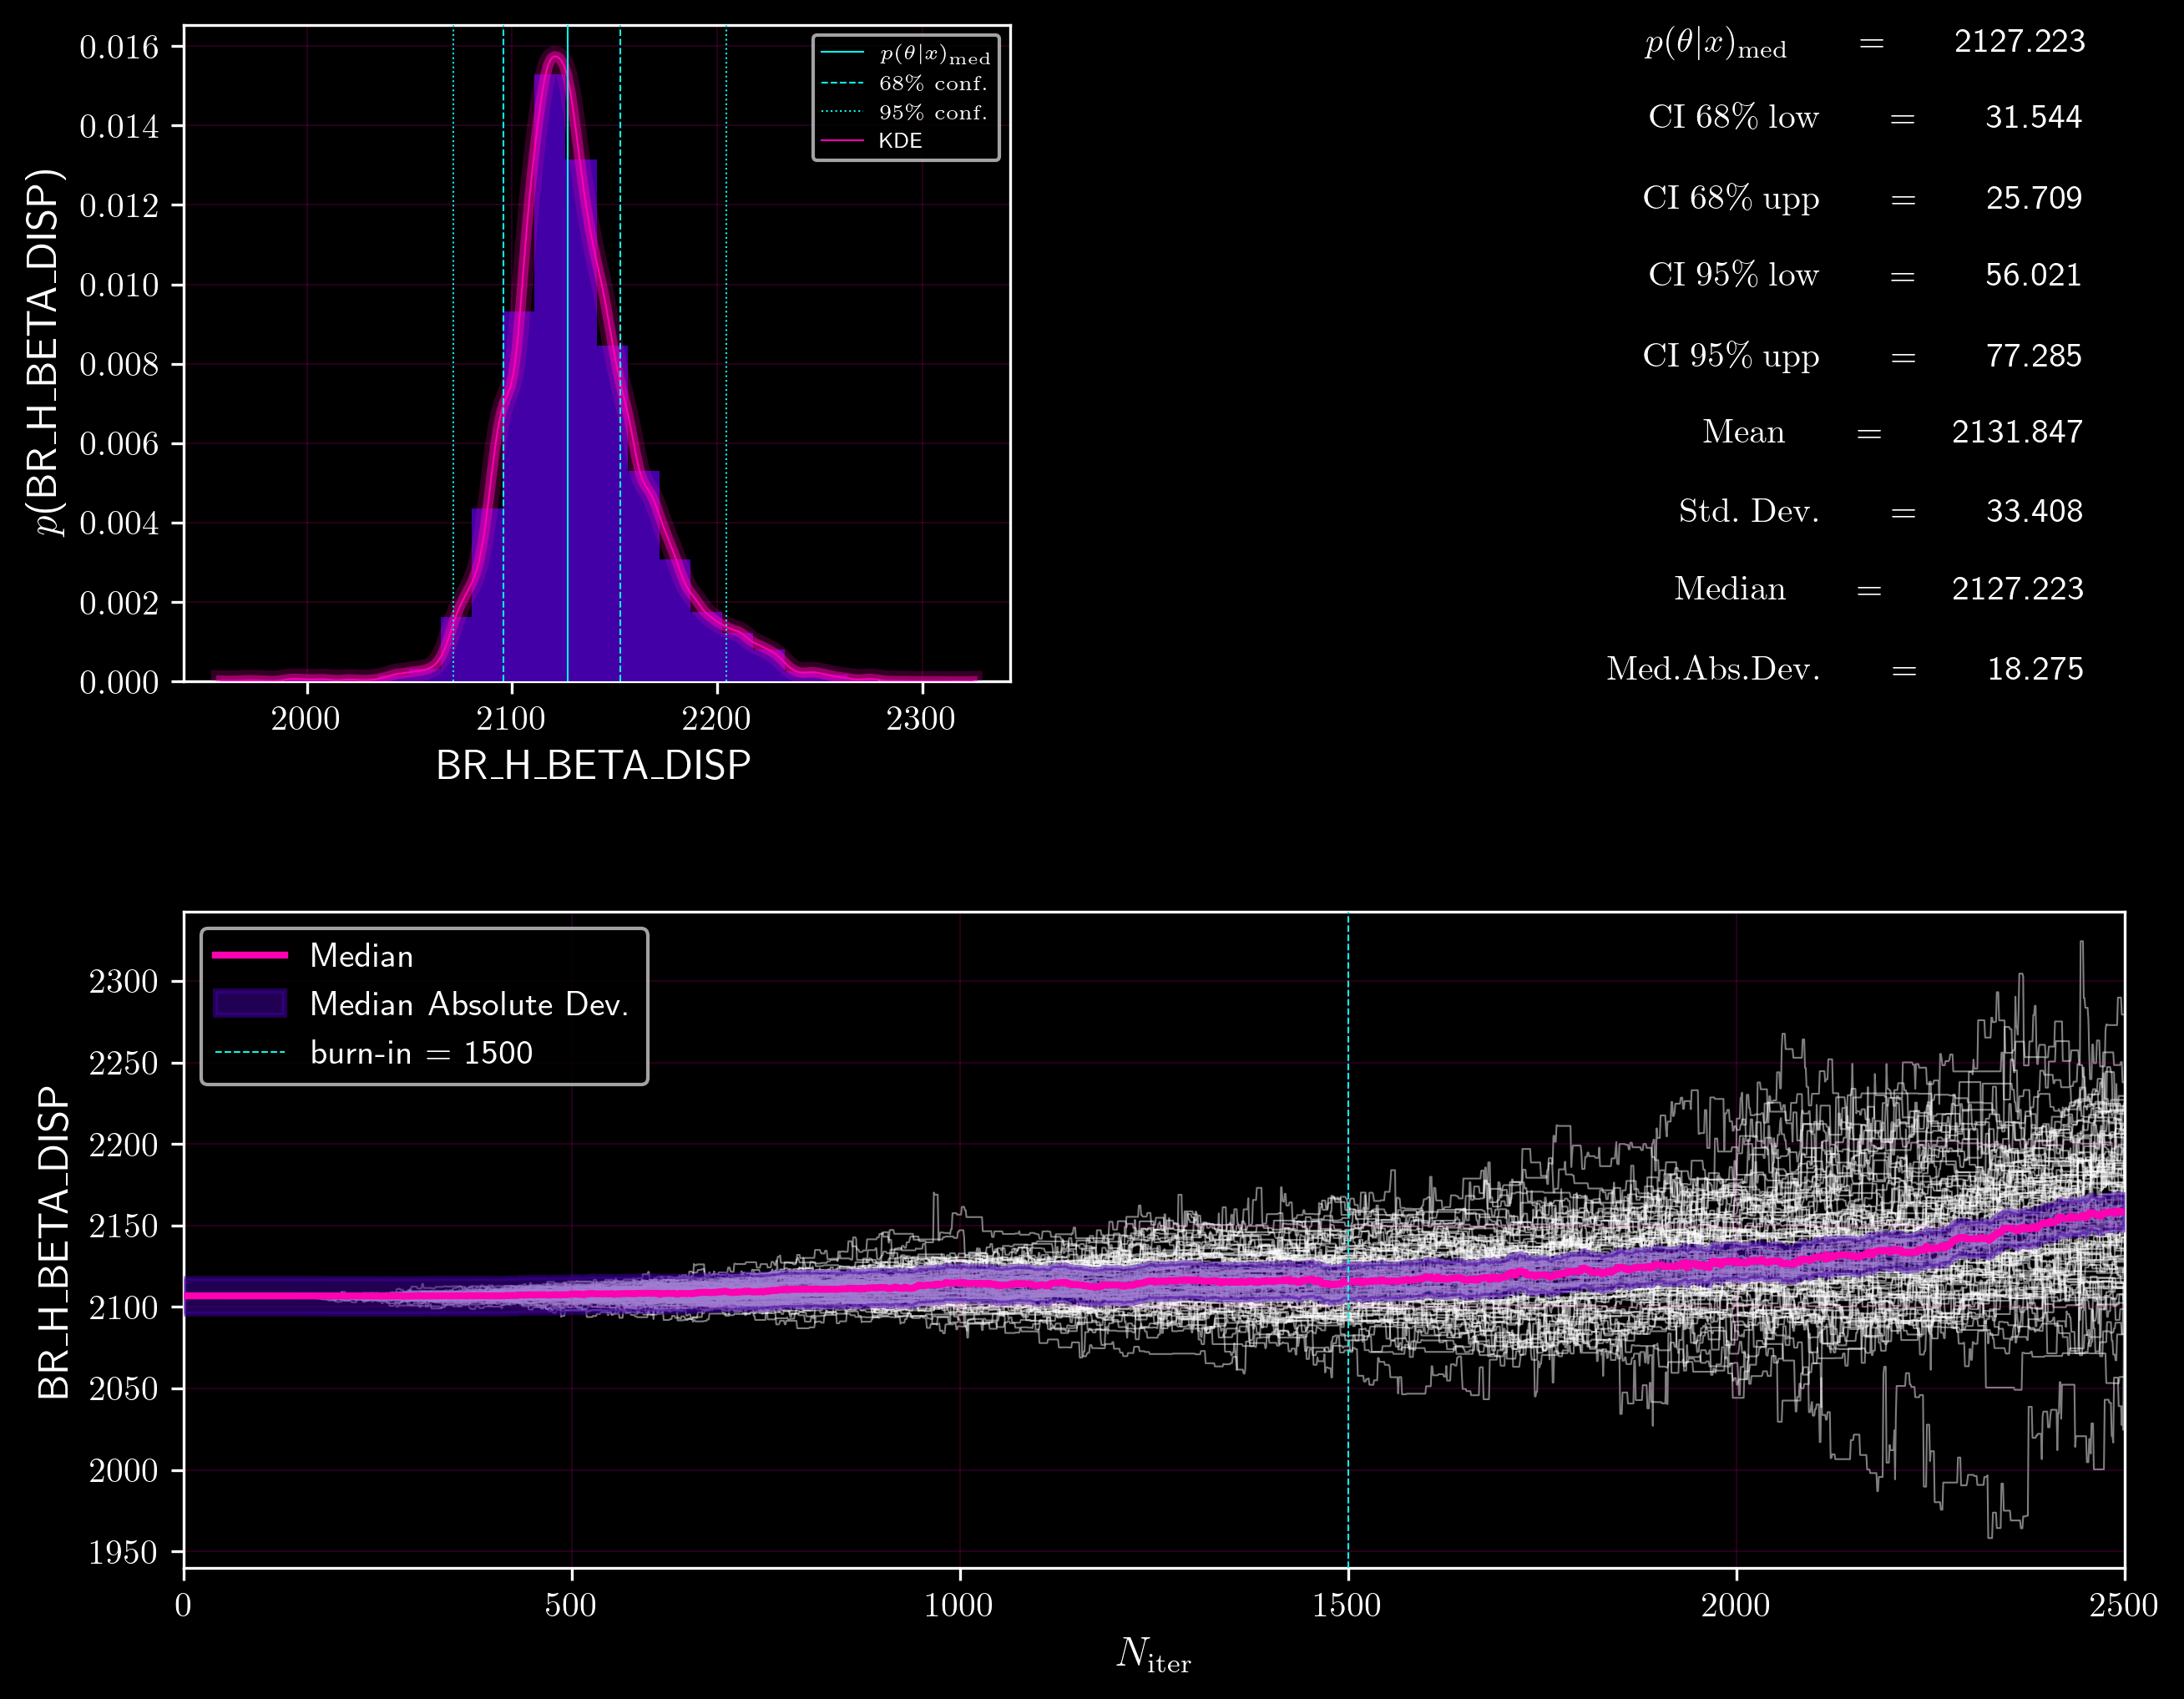 0.016
0.014
0.012
0.010
0.008
0.006
0.004
0.002
0.000
p(BR_H_BETA_DISP)
2000 2100 2200 2300
BR_H_BETA_DISP
p(θ|x)med
68% conf.
95% conf.
KDE
p(θ|x)med = 2127.223
CI 68% low = 31.544
CI 68% upp = 25.709
CI 95% low = 56.021
CI 95% upp = 77.285
Mean = 2131.847
Std. Dev. = 33.408
Median = 2127.223
Med.Abs.Dev. = 18.275
Median
Median Absolute Dev.
burn-in = 1500
2300
2250
2200
2150
2100
2050
2000
1950
BR_H_BETA_DISP
0 500 1000 1500 2000 2500
Niter